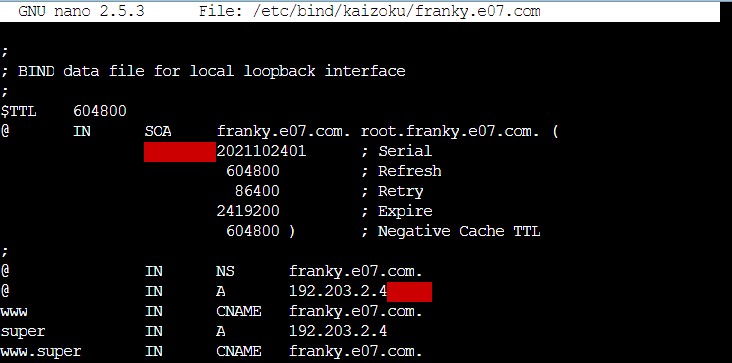 GNU nano 2.5.3 File: /etc/bind/kaizoku/franky.e07.com
;
; BIND data file for local loopback interface
;
$TTL 604800
@ IN SOA franky.e07.com. root.franky.e07.com. (
2021102401 ; Serial
604800 ; Refresh
86400 ; Retry
2419200 ; Expire
604800 ) ; Negative Cache TTL
;
@ IN NS franky.e07.com.
@ IN A 192.203.2.4
www IN CNAME franky.e07.com.
super IN A 192.203.2.4
www.super IN CNAME franky.e07.com.